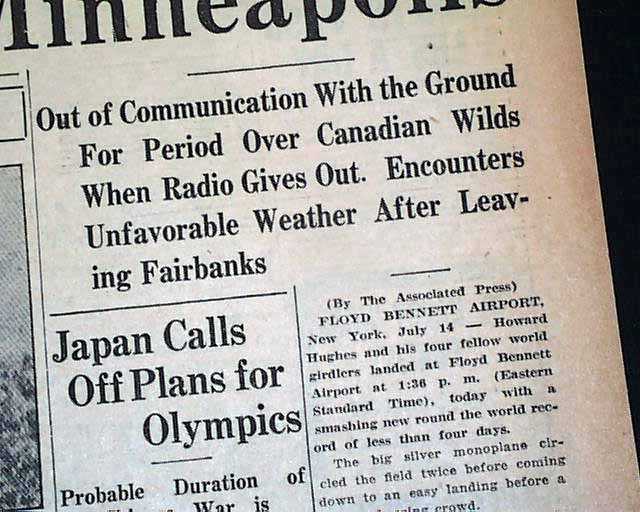 Minneapolis
Out of Communication With the Ground
For Period Over Canadian Wilds
When Radio Gives Out. Encounters
Unfavorable Weather After Leav-
ing Fairbanks
Japan Calls
Off Plans for
Olympics
Probable Duration of
War is
(By The Associated Press)
FLOYD BENNETT AIRPORT,
New York, July 14 — Howard
Hughes and his four fellow world
girdlers landed at Floyd Bennett
Airport at 1:36 p. m. (Eastern
Standard Time), today with a
smashing new round the world rec-
ord of less than four days.
The big silver monoplane cir-
cled the field twice before coming
down to an easy landing before a
crowd.